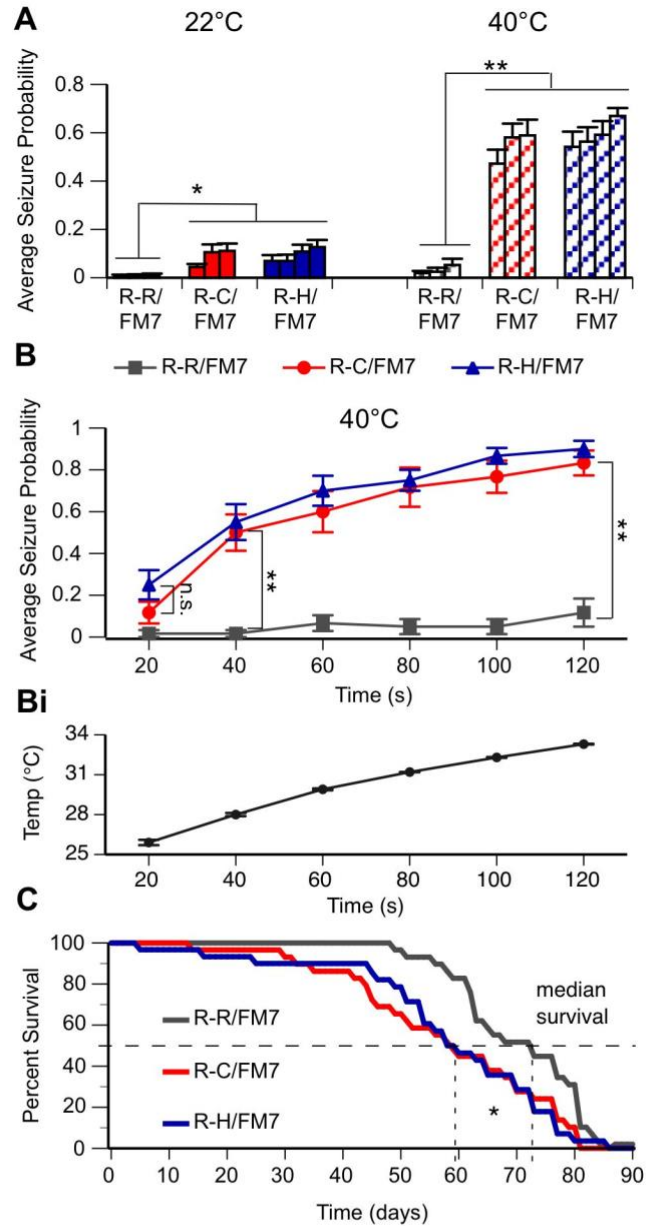 A
22°C
40°C
Average Seizure Probability
0.8
0.6
0.4
0.2
0
*
**
R-R/ R-C/ R-H/ R-R/ R-C/ R-H/
FM7 FM7 FM7 FM7 FM7 FM7
B
R-R/FM7 R-C/FM7 R-H/FM7
40°C
Average Seizure Probability
1
0.8
0.6
0.4
0.2
0
n.s.
**
**
20 40 60 80 100 120
Time (s)
Bi
Temp (°C)
34
31
28
25
20 40 60 80 100 120
Time (s)
C
Percent Survival
100
80
60
40
20
0
R-R/FM7
R-C/FM7
R-H/FM7
median
survival
*
0 10 20 30 40 50 60 70 80 90
Time (days)